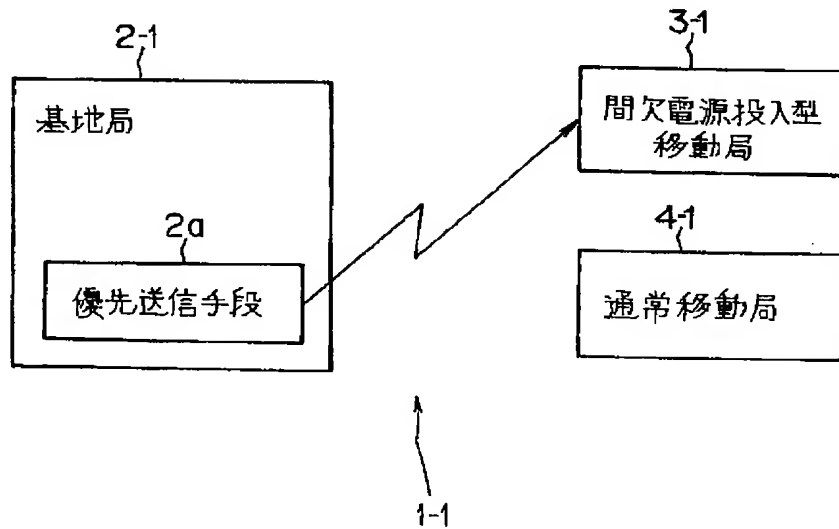 2-1
基地局
2a
優先送信手段
3-1
間欠電源投入型
移動局
4-1
通常移動局
1-1